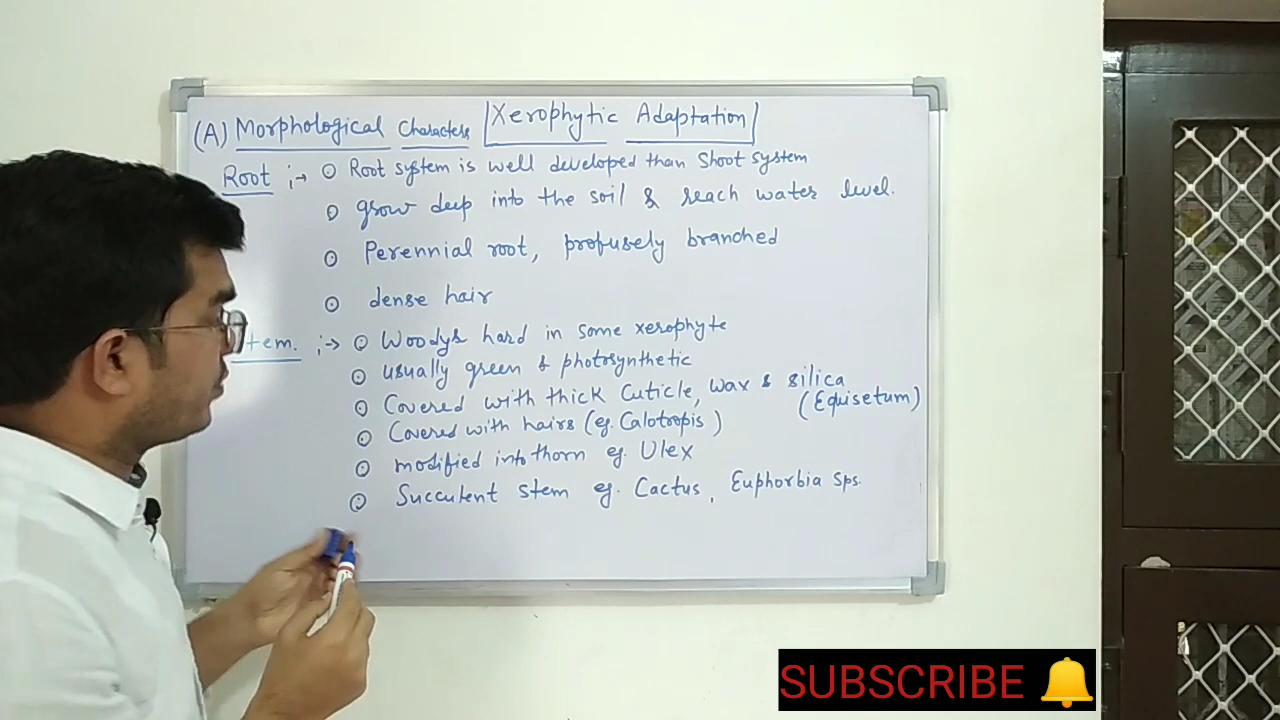 (A) Morphological Characters Xerophytic Adaptation
Root :→ ⊙ Root system is well developed than Shoot system
⊙ grow deep into the soil & reach water level.
⊙ Perennial root, profusely branched
⊙ dense hair
tem. :→ ⊙ Woody & hard in some xerophyte
⊙ usually green & photosynthetic
⊙ Covered with thick Cuticle, wax & silica
(Equisetum)
⊙ Covered with hairs (eg. Calotropis)
⊙ modified into thorn eg. Ulex
⊙ Succulent stem eg. Cactus, Euphorbia Sps.
SUBSCRIBE